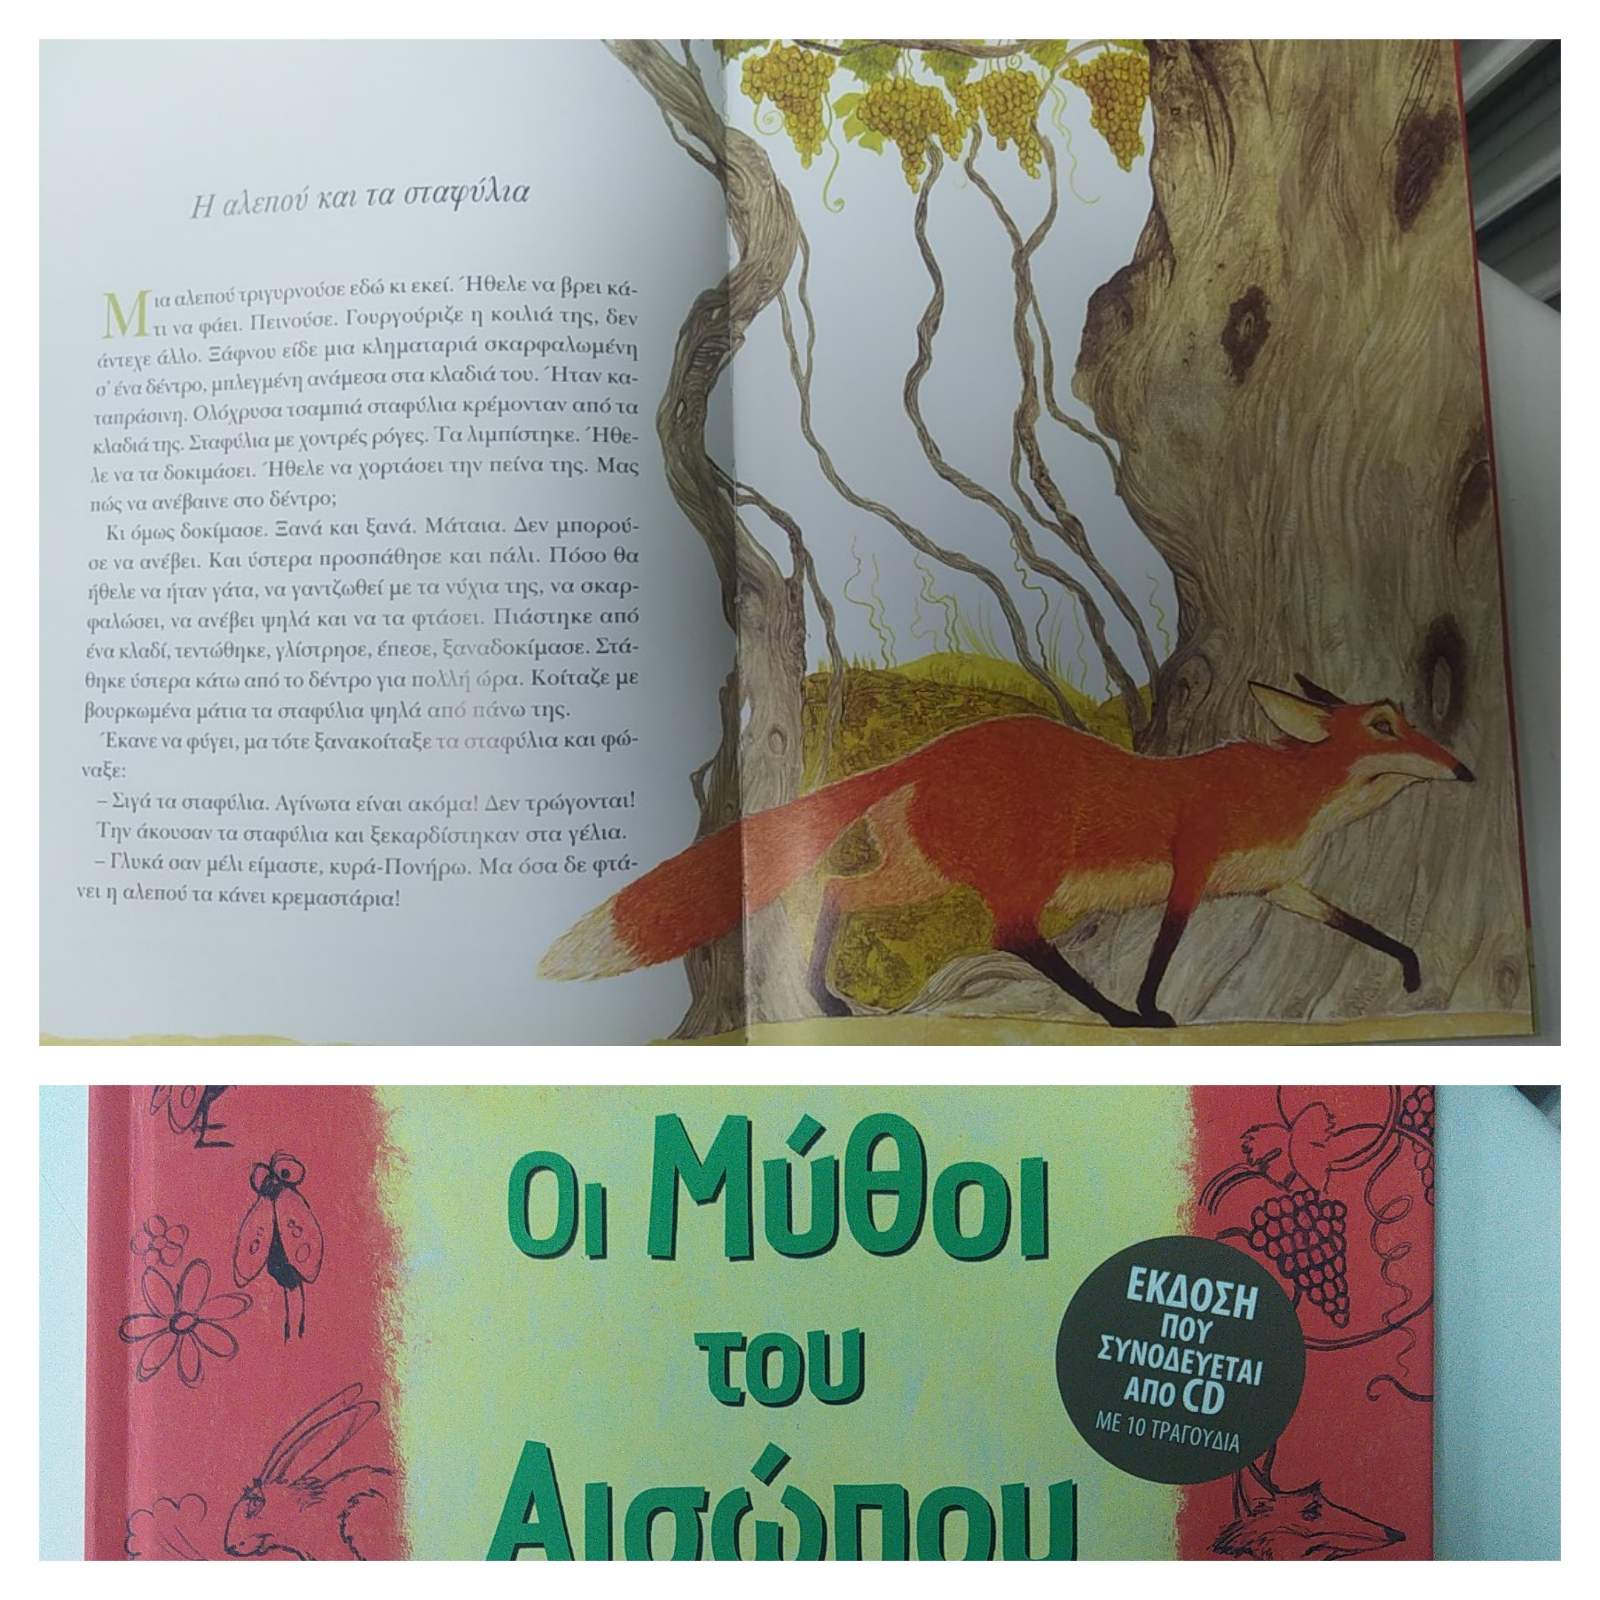 Η αλεπού και τα σταφύλια
Μια αλεπού τριγυρνούσε εδώ κι εκεί. Ήθελε να βρει κά-
τι να φάει. Πεινούσε. Γουργούριζε η κοιλιά της, δεν
άντεχε άλλο. Ξάφνου είδε μια κληματαριά σκαρφαλωμένη
σ' ένα δέντρο, μπλεγμένη ανάμεσα στα κλαδιά του. Ήταν κα-
ταπράσινη. Ολόχρυσα τσαμπιά σταφύλια κρέμονταν από τα
κλαδιά της. Σταφύλια με χοντρές ρόγες. Τα λιμπίστηκε. Ήθε-
λε να τα δοκιμάσει. Ήθελε να χορτάσει την πείνα της. Μας
πώς να ανέβαινε στο δέντρο;
Κι όμως δοκίμασε. Ξανά και ξανά. Μάταια. Δεν μπορού-
σε να ανέβει. Και ύστερα προσπάθησε και πάλι. Πόσο θα
ήθελε να ήταν γάτα, να γαντζωθεί με τα νύχια της, να σκαρ-
φαλώσει, να ανέβει ψηλά και να τα φτάσει. Πιάστηκε από
ένα κλαδί, τεντώθηκε, γλίστρησε, έπεσε, ξαναδοκίμασε. Στά-
θηκε ύστερα κάτω από το δέντρο για πολλή ώρα. Κοίταζε με
βουρκωμένα μάτια τα σταφύλια ψηλά από πάνω της.
Έκανε να φύγει, μα τότε ξανακοίταξε τα σταφύλια και φώ-
ναξε:
– Σιγά τα σταφύλια. Αγίνωτα είναι ακόμα! Δεν τρώγονται!
Την άκουσαν τα σταφύλια και ξεκαρδίστηκαν στα γέλια.
– Γλυκά σαν μέλι είμαστε, κυρά-Πονήρω. Μα όσα δε φτά-
νει η αλεπού τα κάνει κρεμαστάρια!
Οι Μύθοι
του
Αισώπου
ΕΚΔΟΣΗ
ΠΟΥ
ΣΥΝΟΔΕΥΕΤΑΙ
ΑΠΟ CD
ΜΕ 10 ΤΡΑΓΟΥΔΙΑ